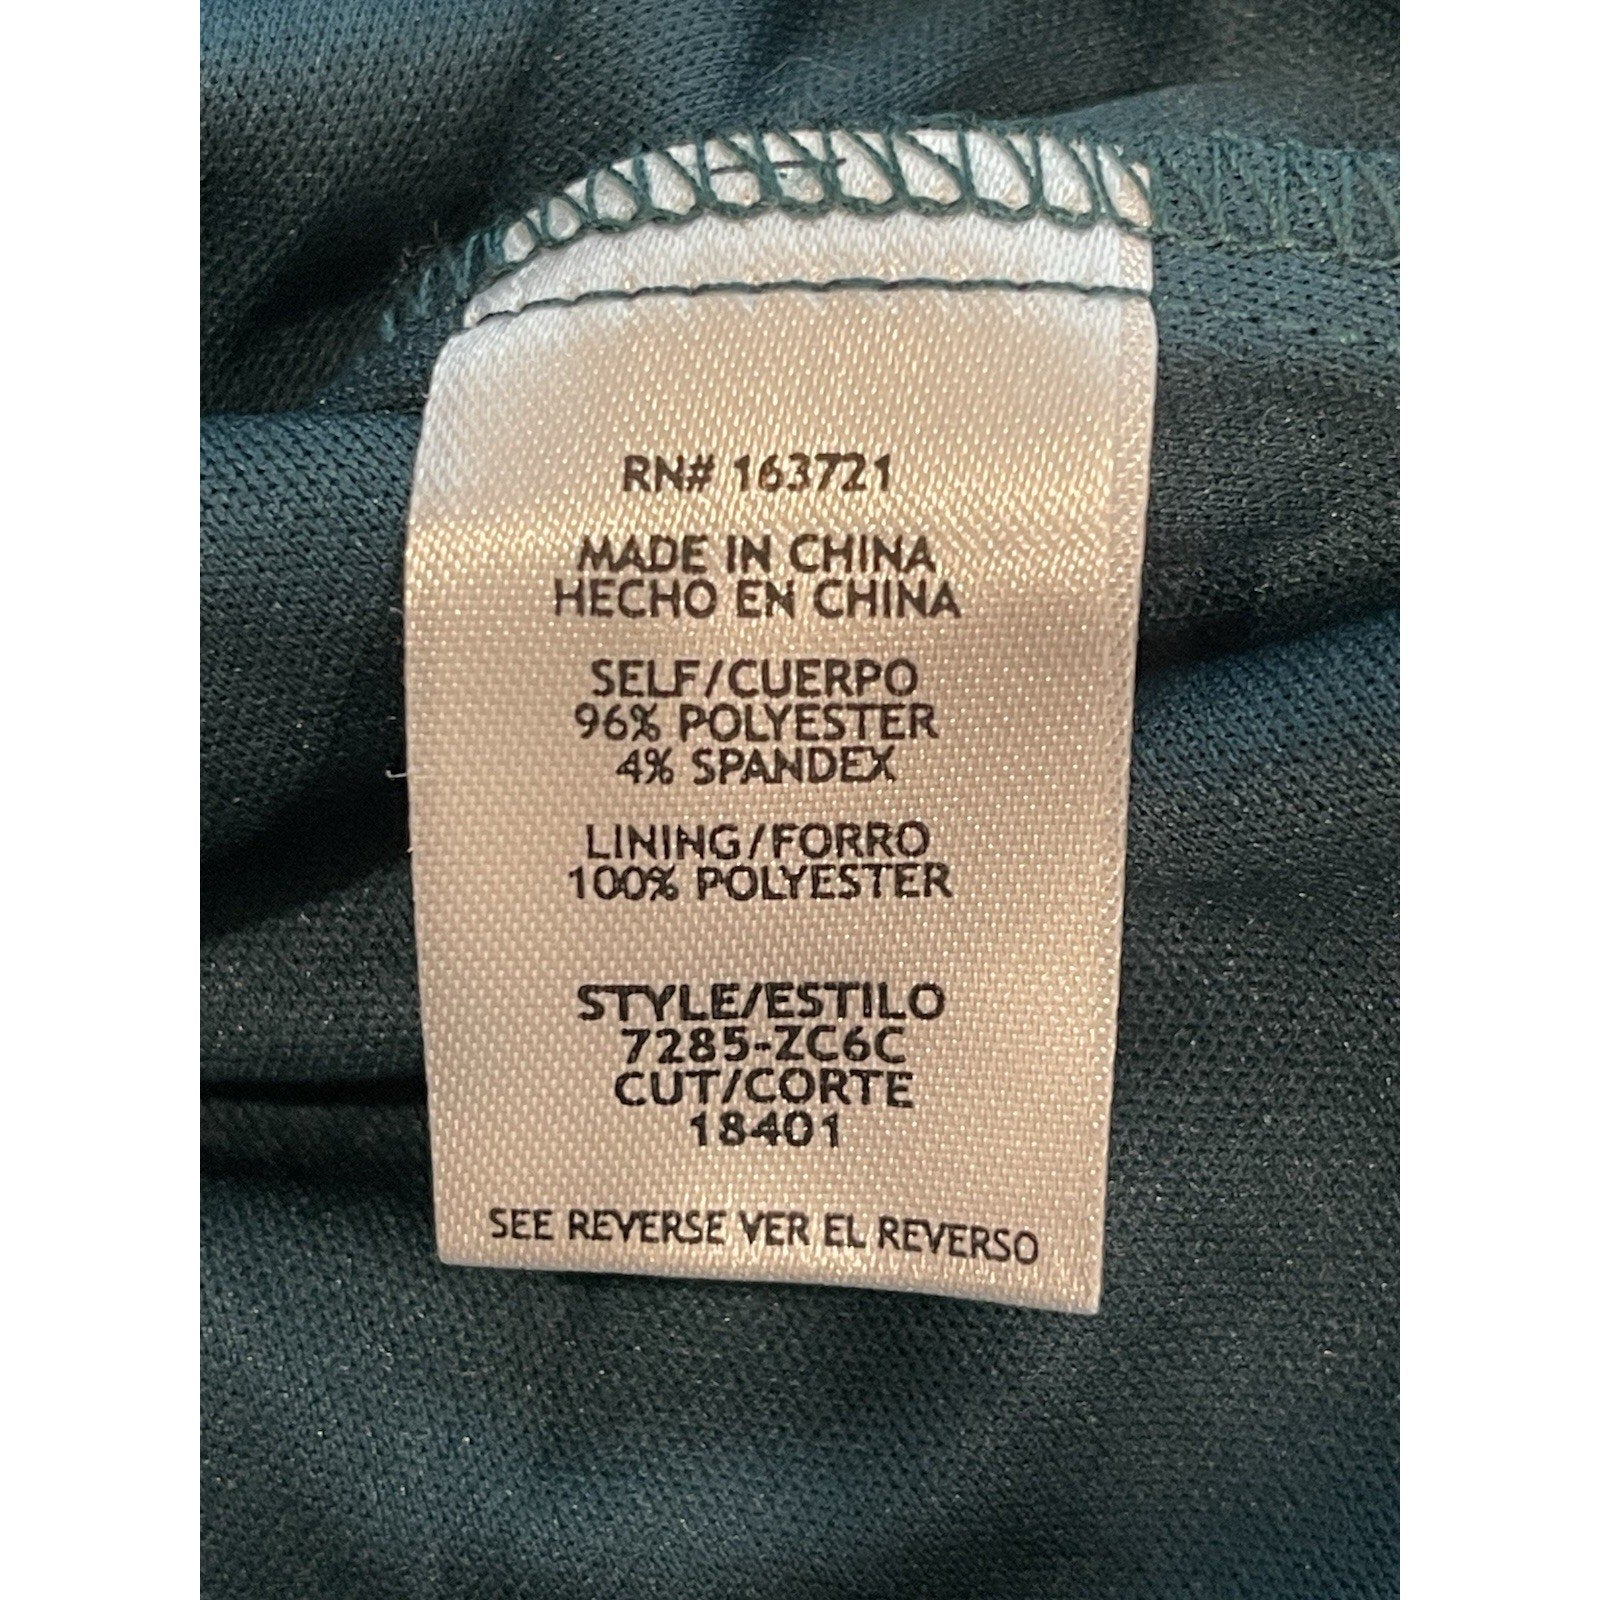 RN# 163721
MADE IN CHINA
HECHO EN CHINA
SELF/CUERPO
96% POLYESTER
4% SPANDEX
LINING/FORRO
100% POLYESTER
STYLE/ESTILO
7285-ZC6C
CUT/CORTE
18401
SEE REVERSE VER EL REVERSO